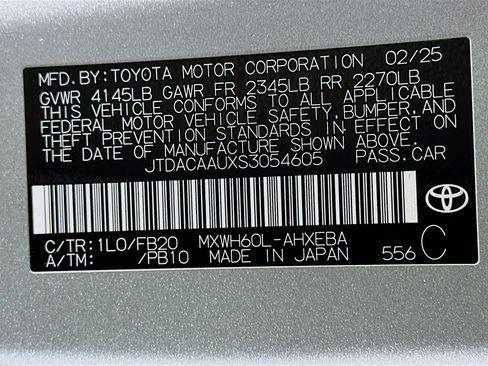 MFD.BY:TOYOTA MOTOR CORPORATION 02/25
GVWR 4145LB GAWR FR 2345LB RR 2270LB
THIS VEHICLE CONFORMS TO ALL APPLICABLE
FEDERAL MOTOR VEHICLE SAFETY,BUMPER,AND
THEFT PREVENTION STANDARDS IN EFFECT ON
THE DATE OF MANUFACTURE SHOWN ABOVE.
JTDACAAUXS3054605 PASS.CAR
C/TR:1L0/FB20 MXWH60L-AHXEBA
A/TM: /PB10 MADE IN JAPAN 556 C
TOYOTA